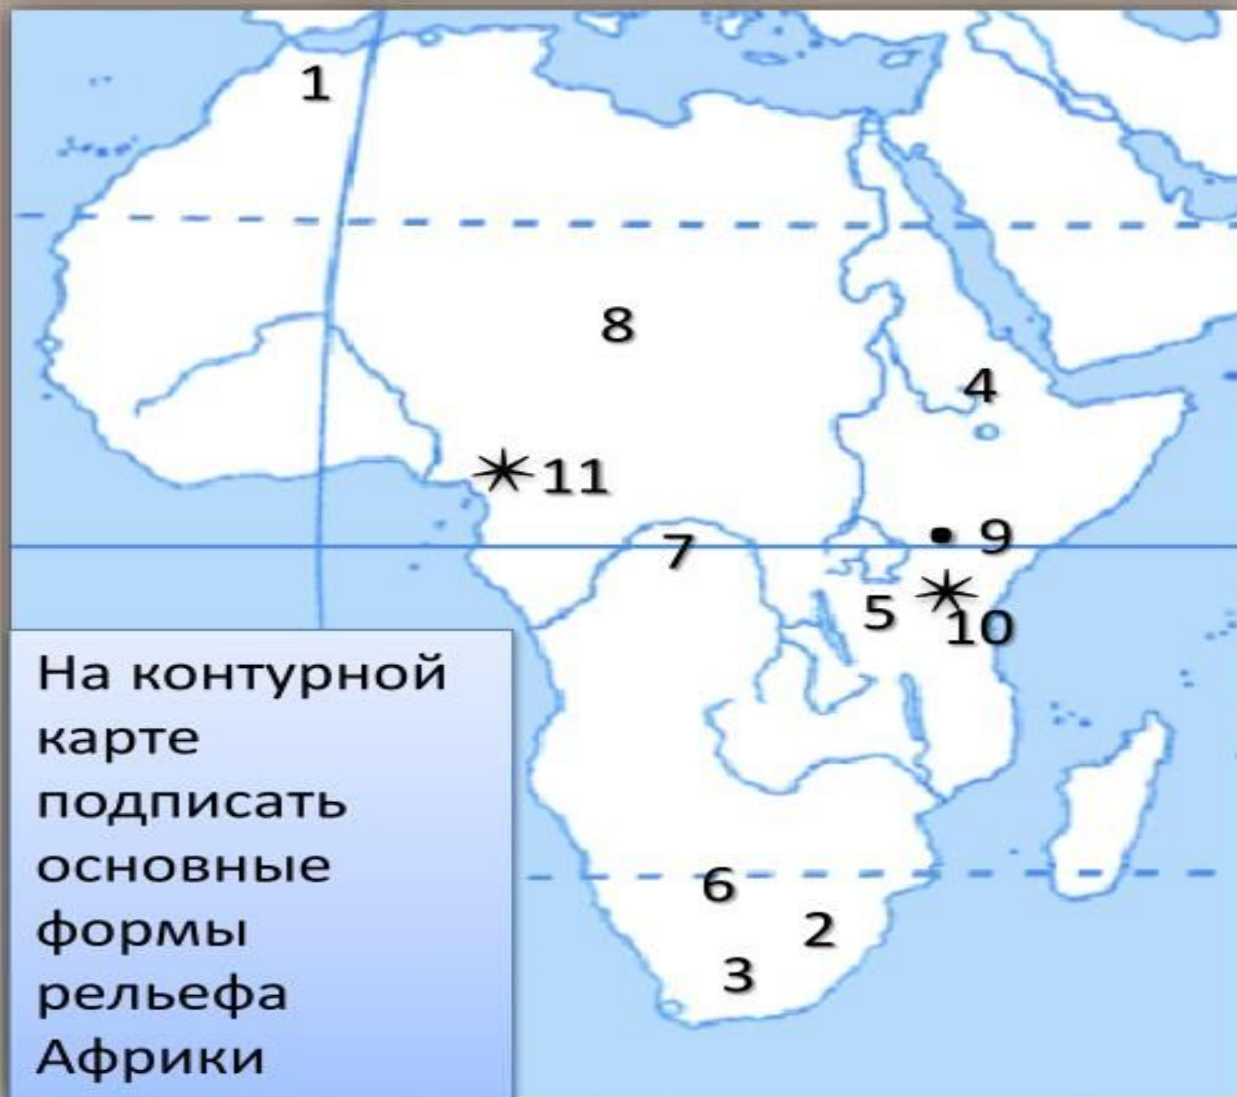 1
8
4
11
9
7
5
10
6
2
3
На контурной
карте
подписать
основные
формы
рельефа
Африки